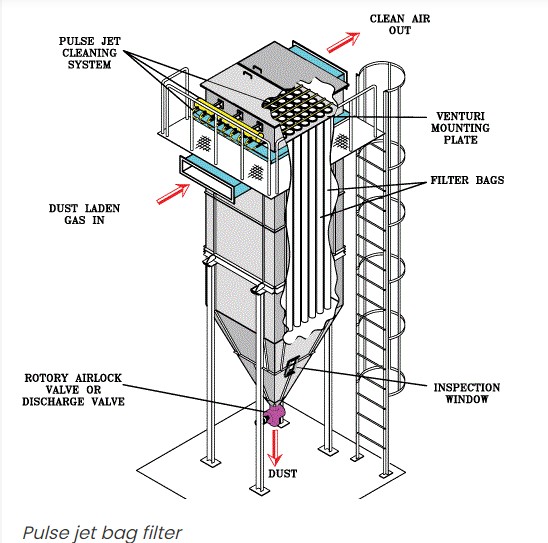 CLEAN AIR
OUT
PULSE JET
CLEANING
SYSTEM
VENTURI
MOUNTING
PLATE
FILTER BAGS
DUST LADEN
GAS IN
ROTORY AIRLOCK
VALVE OR
DISCHARGE VALVE
INSPECTION
WINDOW
DUST
Pulse jet bag filter